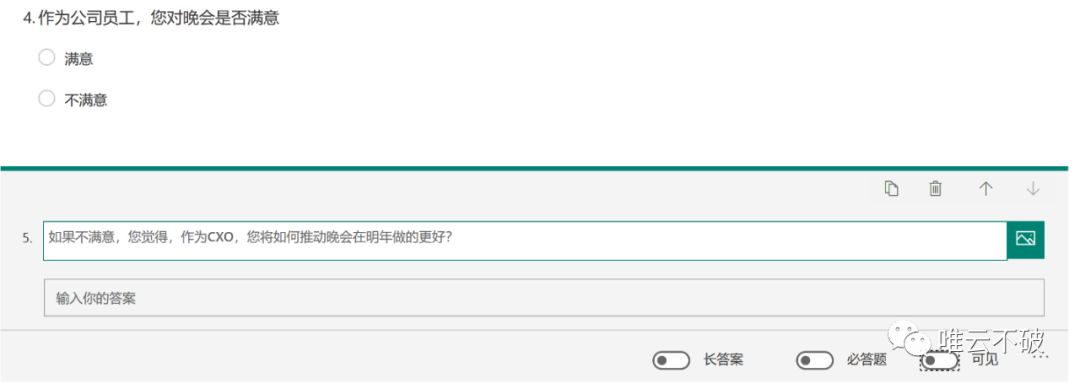 4.作为公司员工，您对晚会是否满意
满意
不满意
5. 如果不满意，您觉得，作为CXO，您将如何推动晚会在明年做的更好？
输入你的答案
长答案 必答题 可见 ...
唯云不破